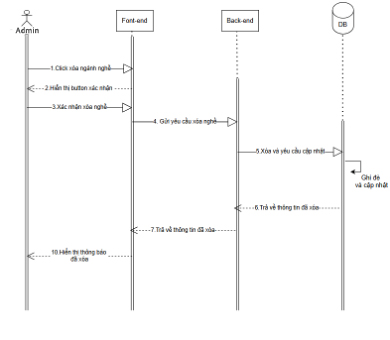 Font-end
Back-end
DB
Admin
1.Click xóa ngành nghề
2.Hiển thị button xác nhận
3.Xác nhận xóa nghề
4. Gửi yêu cầu xóa nghề
5.Xóa và yêu cầu cập nhật
Ghi đè
và cập nhật
6.Trả về thông tin đã xóa
7.Trả về thông tin đã xóa
10.Hiển thị thông báo
đã xóa